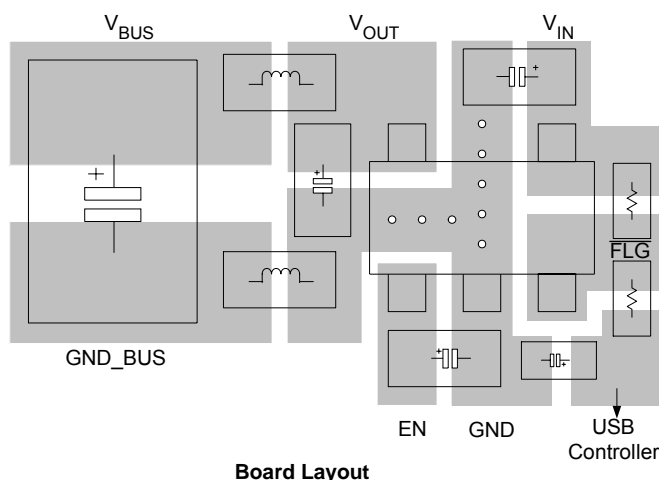 V_BUS
V_OUT
V_IN
FLG
GND_BUS
EN
GND
USB
Controller
Board Layout